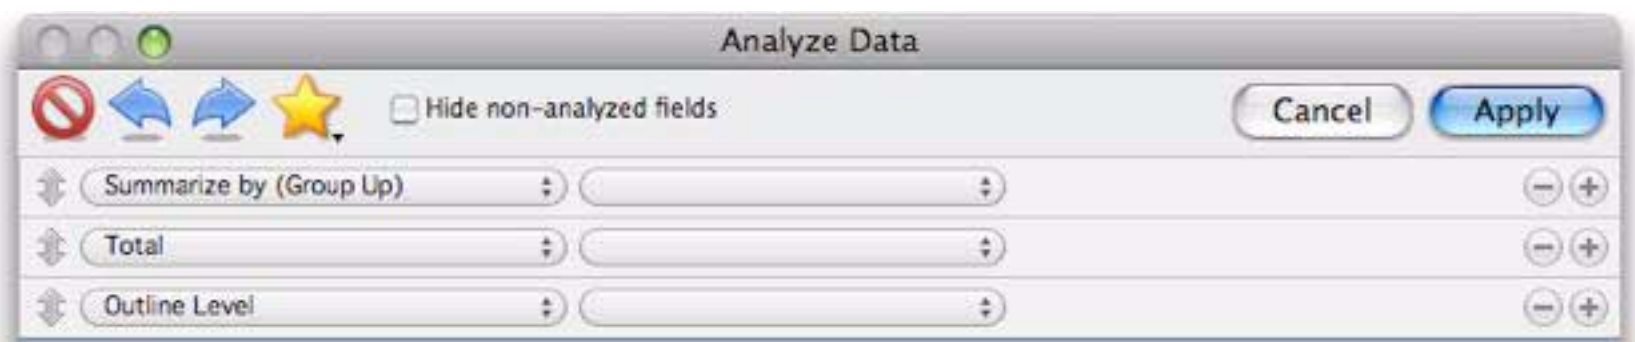 Analyze Data
Hide non-analyzed fields
Cancel
Apply
Summarize by (Group Up)
Total
Outline Level